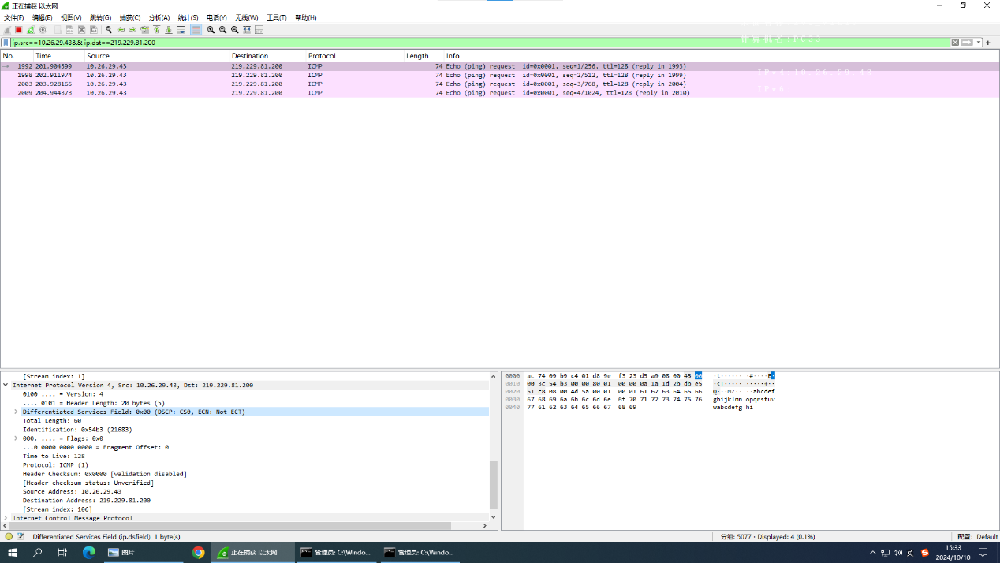 正在捕获 以太网
文件(F) 编辑(E) 视图(V) 跳转(G) 捕获(C) 分析(A) 统计(S) 电话(Y) 无线(W) 工具(T) 帮助(H)
计算机名:PC23
ip.src==10.26.29.43&& ip.dst==219.229.81.200
No. Time Source Destination Protocol Length Info
1992 201.904599 10.26.29.43 219.229.81.200 ICMP 74 Echo (ping) request id=0x0001, seq=1/256, ttl=128 (reply in 1993)
1998 202.911974 10.26.29.43 219.229.81.200 ICMP 74 Echo (ping) request id=0x0001, seq=2/512, ttl=128 (reply in 1999)
2003 203.928165 10.26.29.43 219.229.81.200 ICMP 74 Echo (ping) request id=0x0001, seq=3/768, ttl=128 (reply in 2004)
2009 204.944373 10.26.29.43 219.229.81.200 ICMP 74 Echo (ping) request id=0x0001, seq=4/1024, ttl=128 (reply in 2010)
[Stream index: 1]
Internet Protocol Version 4, Src: 10.26.29.43, Dst: 219.229.81.200
0100 .... = Version: 4
.... 0101 = Header Length: 20 bytes (5)
Differentiated Services Field: 0x00 (DSCP: CS0, ECN: Not-ECT)
Total Length: 60
Identification: 0x54b3 (21683)
000. .... = Flags: 0x0
...0 0000 0000 0000 = Fragment Offset: 0
Time to Live: 128
Protocol: ICMP (1)
Header Checksum: 0x0000 [validation disabled]
[Header checksum status: Unverified]
Source Address: 10.26.29.43
Destination Address: 219.229.81.200
[Stream index: 106]
Internet Control Message Protocol
0000 ac 74 09 b9 c4 01 d8 9e f3 23 d5 a9 08 00 45 00 ·t······ ·#····E·
0010 00 3c 54 b3 00 00 80 01 00 00 0a 1a 1d 2b db e5 ·<T····· ·····+··
0020 51 c8 08 00 4d 5a 00 01 00 01 61 62 63 64 65 66 Q···MZ·· ··abcdef
0030 67 68 69 6a 6b 6c 6d 6e 6f 70 71 72 73 74 75 76 ghijklmn opqrstuv
0040 77 61 62 63 64 65 66 67 68 69 wabcdefg hi
Differentiated Services Field (ip.dsfield), 1 byte(s)
分组: 5077 · Displayed: 4 (0.1%)
配置: Default
图片
正在捕获 以太网
管理员: C:\Windo...
管理员: C:\Windo...
英
15:33
2024/10/10